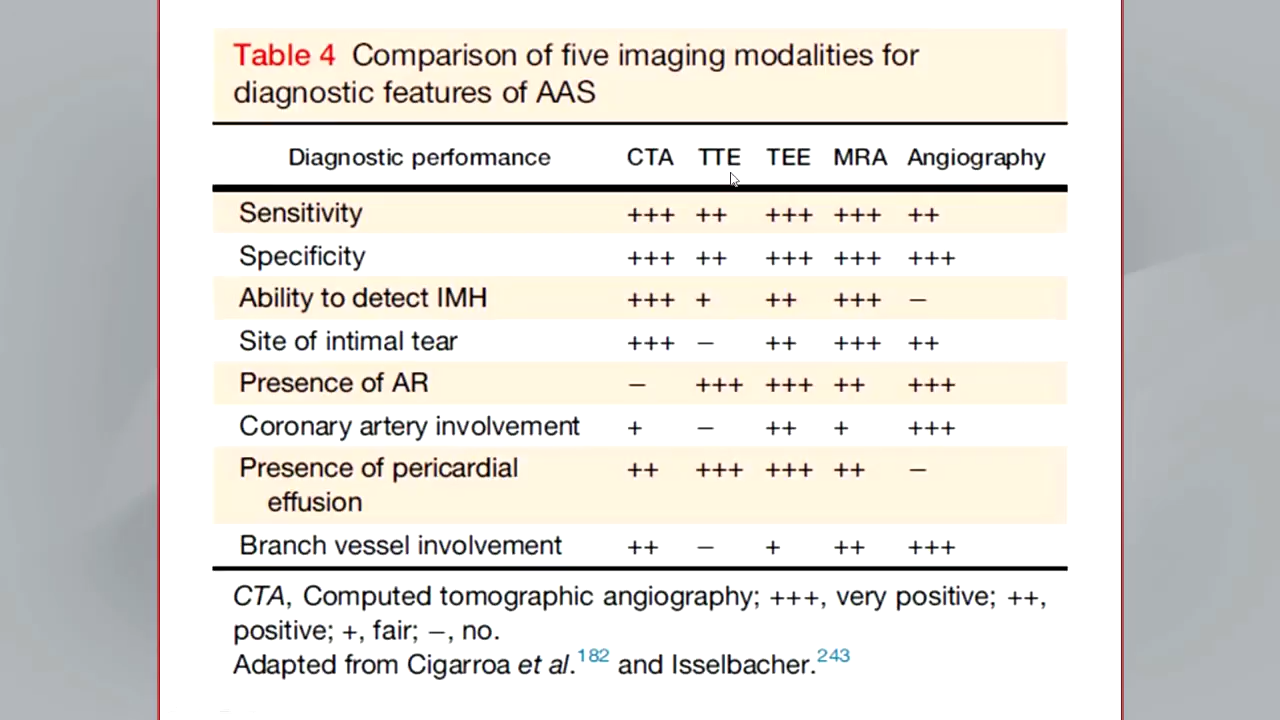 Table 4 Comparison of five imaging modalities for
diagnostic features of AAS
Diagnostic performance CTA TTE TEE MRA Angiography
Sensitivity +++ ++ +++ +++ ++
Specificity +++ ++ +++ +++ +++
Ability to detect IMH +++ + ++ +++ −
Site of intimal tear +++ − ++ +++ ++
Presence of AR − +++ +++ ++ +++
Coronary artery involvement + − ++ + +++
Presence of pericardial ++ +++ +++ ++ −
effusion
Branch vessel involvement ++ − + ++ +++
CTA, Computed tomographic angiography; +++, very positive; ++,
positive; +, fair; −, no.
Adapted from Cigarroa et al.182 and Isselbacher.243